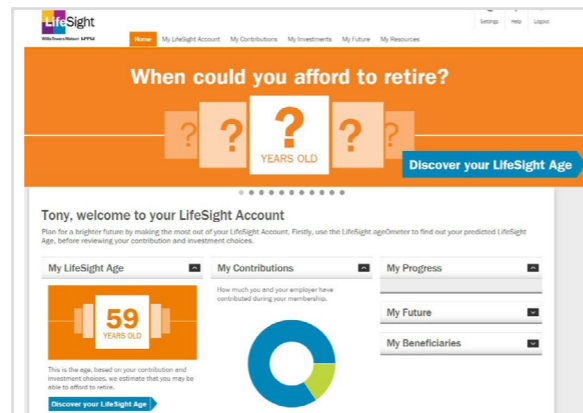 LifeSight
Willis Towers Watson
Settings Help Logout
Home My LifeSight Account My Contributions My Investments My Future My Resources
When could you afford to retire?
? ? ? ? ?
YEARS OLD
Discover your LifeSight Age
Tony, welcome to your LifeSight Account
Plan for a brighter future by making the most out of your LifeSight Account. Firstly, use the LifeSight ageOmeter to find out your predicted LifeSight
Age, before reviewing your contribution and investment choices.
My LifeSight Age
59
YEARS OLD
This is the age, based on your contribution and
investment choices, we estimate that you may be
able to afford to retire.
Discover your LifeSight Age
My Contributions
How much you and your employer have
contributed during your membership.
My Progress
My Future
My Beneficiaries